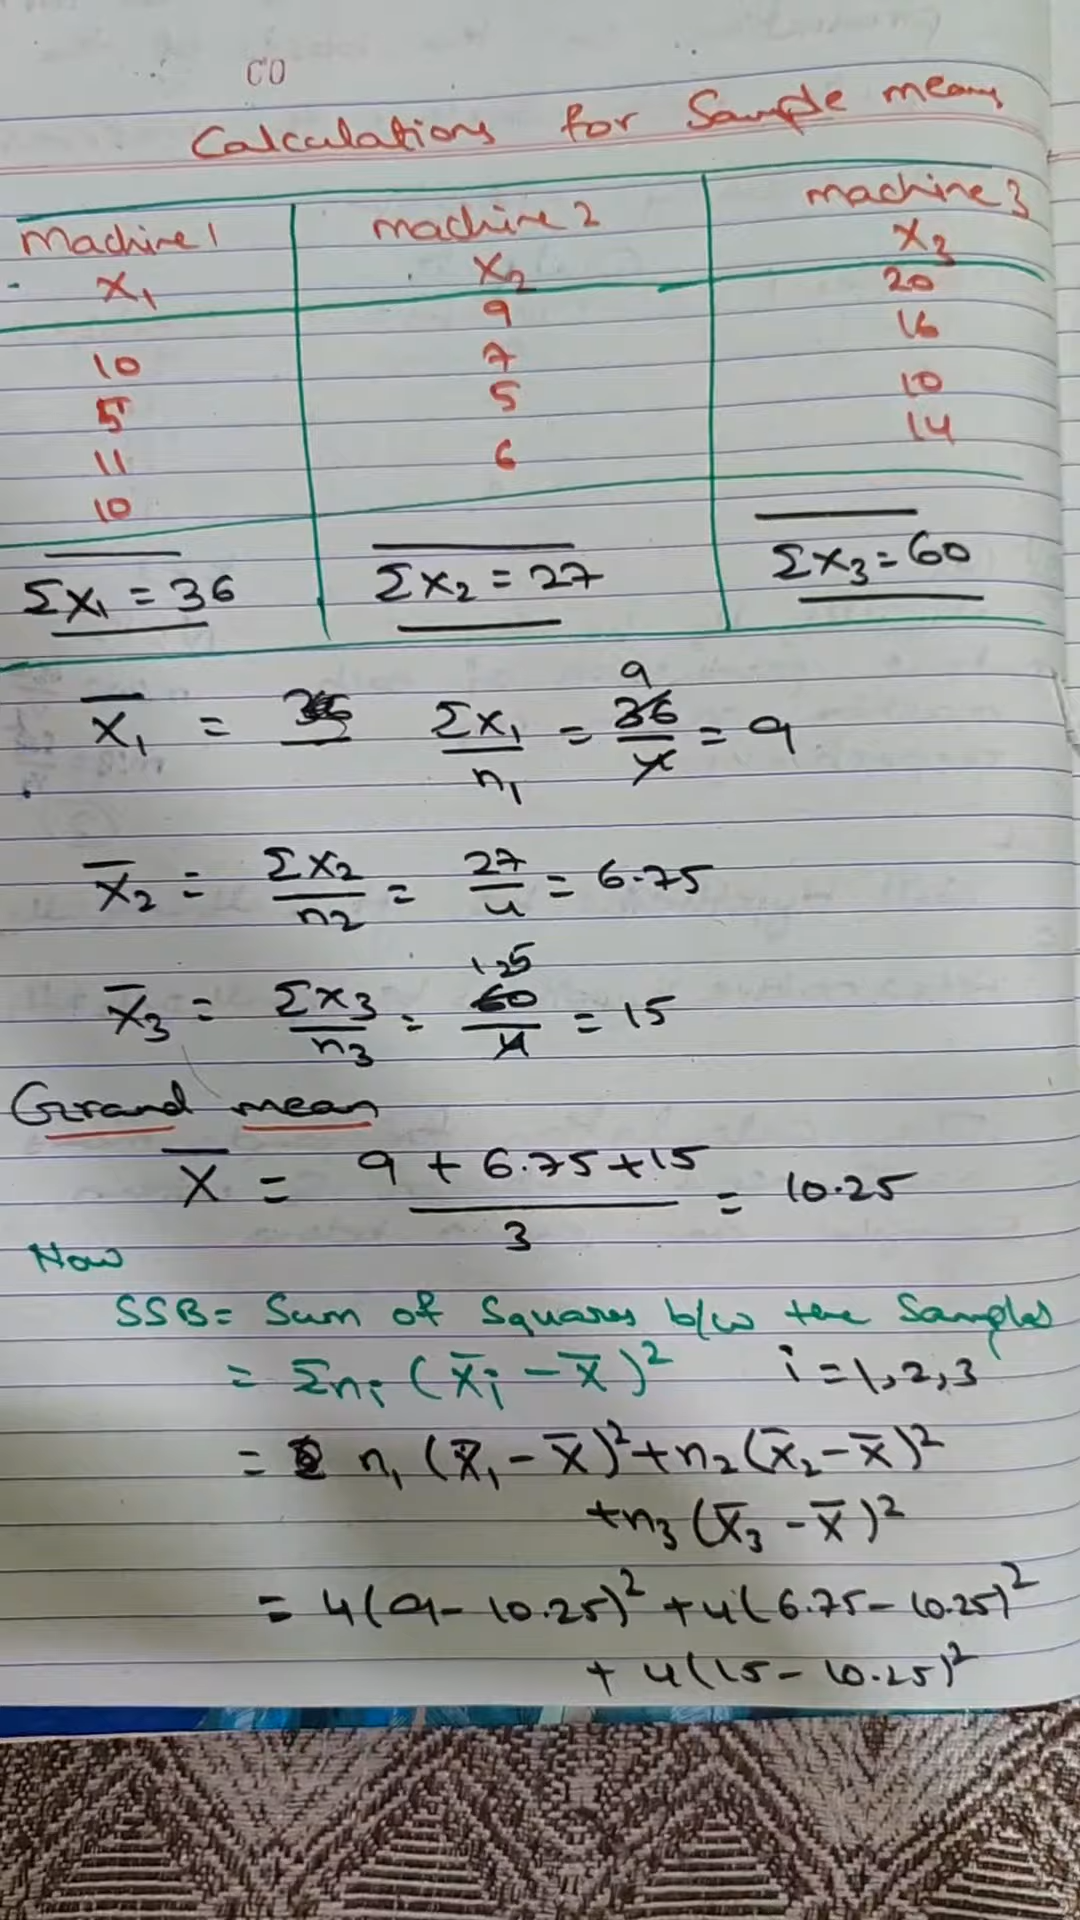 CO
Calculations for Sample means
Machine 1 machine 2 machine 3
X₁ X₂ X₃
10 9 20
5 7 16
11 5 10
10 6 14
ΣX₁ = 36 ΣX₂ = 27 ΣX₃ = 60
X̄₁ = ΣX₁/n₁ = 36/4 = 9
9
X̄₂ = ΣX₂/n₂ = 27/4 = 6.75
X̄₃ = ΣX₃/n₃ = 60/4 = 15
Grand mean
X̄ = (9 + 6.75 + 15)/3 = 10.25
Now
SSB = Sum of Squares b/w the Samples
= Σnᵢ (X̄ᵢ - X̄)² i = 1, 2, 3
= n₁ (X̄₁ - X̄)² + n₂ (X̄₂ - X̄)²
+ n₃ (X̄₃ - X̄)²
= 4(9 - 10.25)² + 4(6.75 - 10.25)²
+ 4(15 - 10.25)²